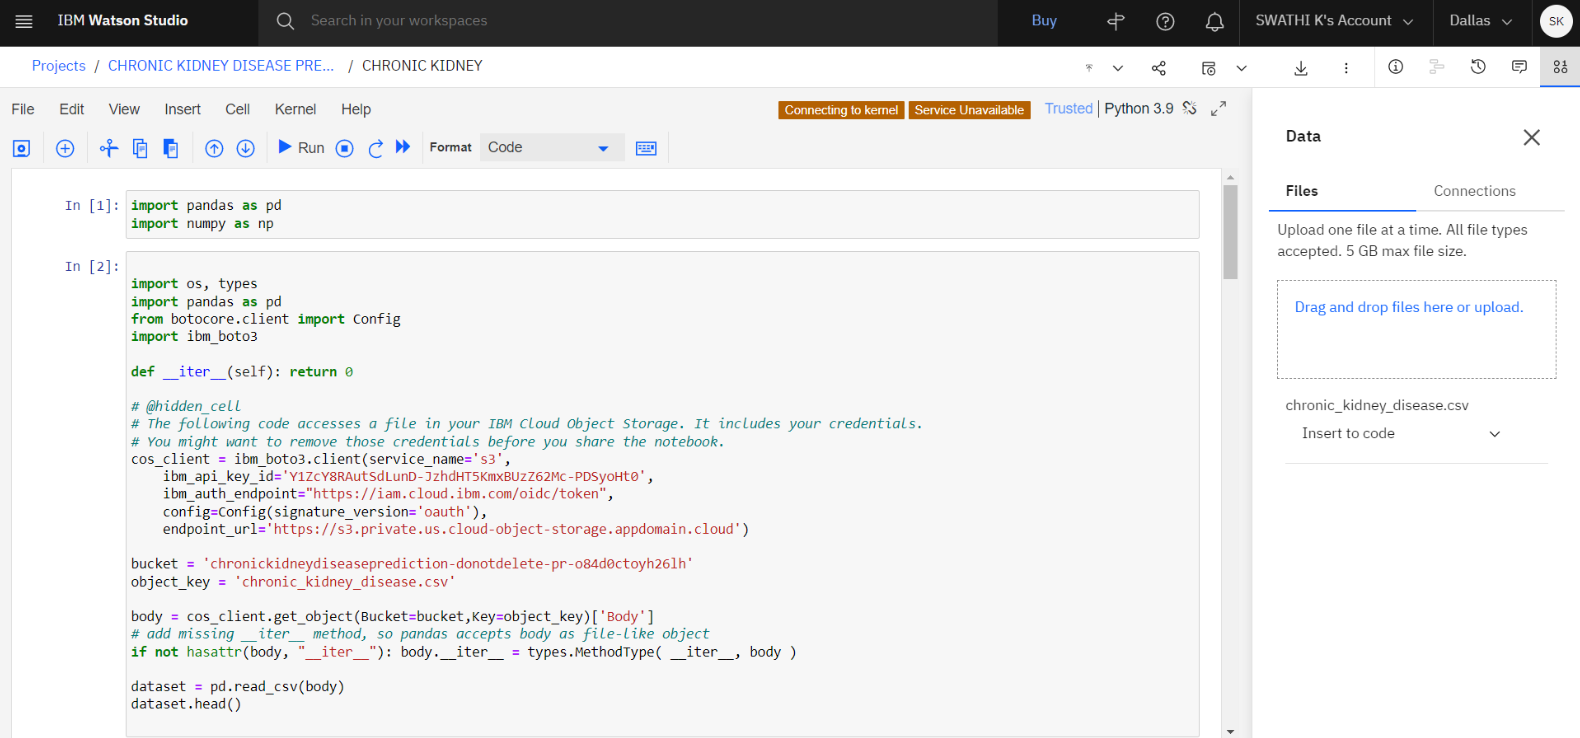 IBM Watson Studio
Search in your workspaces
Buy
SWATHI K's Account
Dallas
SK
Projects / CHRONIC KIDNEY DISEASE PRE... / CHRONIC KIDNEY
File Edit View Insert Cell Kernel Help
Connecting to kernel Service Unavailable Trusted | Python 3.9
Run Format Code
In [1]: import pandas as pd
import numpy as np
In [2]:
import os, types
import pandas as pd
from botocore.client import Config
import ibm_boto3
def __iter__(self): return 0
# @hidden_cell
# The following code accesses a file in your IBM Cloud Object Storage. It includes your credentials.
# You might want to remove those credentials before you share the notebook.
cos_client = ibm_boto3.client(service_name='s3',
ibm_api_key_id='Y1ZcY8RAutSdLunD-JzhdHT5KmxBUzZ62Mc-PDSyoHt0',
ibm_auth_endpoint="https://iam.cloud.ibm.com/oidc/token",
config=Config(signature_version='oauth'),
endpoint_url='https://s3.private.us.cloud-object-storage.appdomain.cloud')
bucket = 'chronickidneydiseaseprediction-donotdelete-pr-o84d0ctoyh26lh'
object_key = 'chronic_kidney_disease.csv'
body = cos_client.get_object(Bucket=bucket,Key=object_key)['Body']
# add missing __iter__ method, so pandas accepts body as file-like object
if not hasattr(body, "__iter__"): body.__iter__ = types.MethodType( __iter__, body )
dataset = pd.read_csv(body)
dataset.head()
Data
Files
Connections
Upload one file at a time. All file types
accepted. 5 GB max file size.
Drag and drop files here or upload.
chronic_kidney_disease.csv
Insert to code